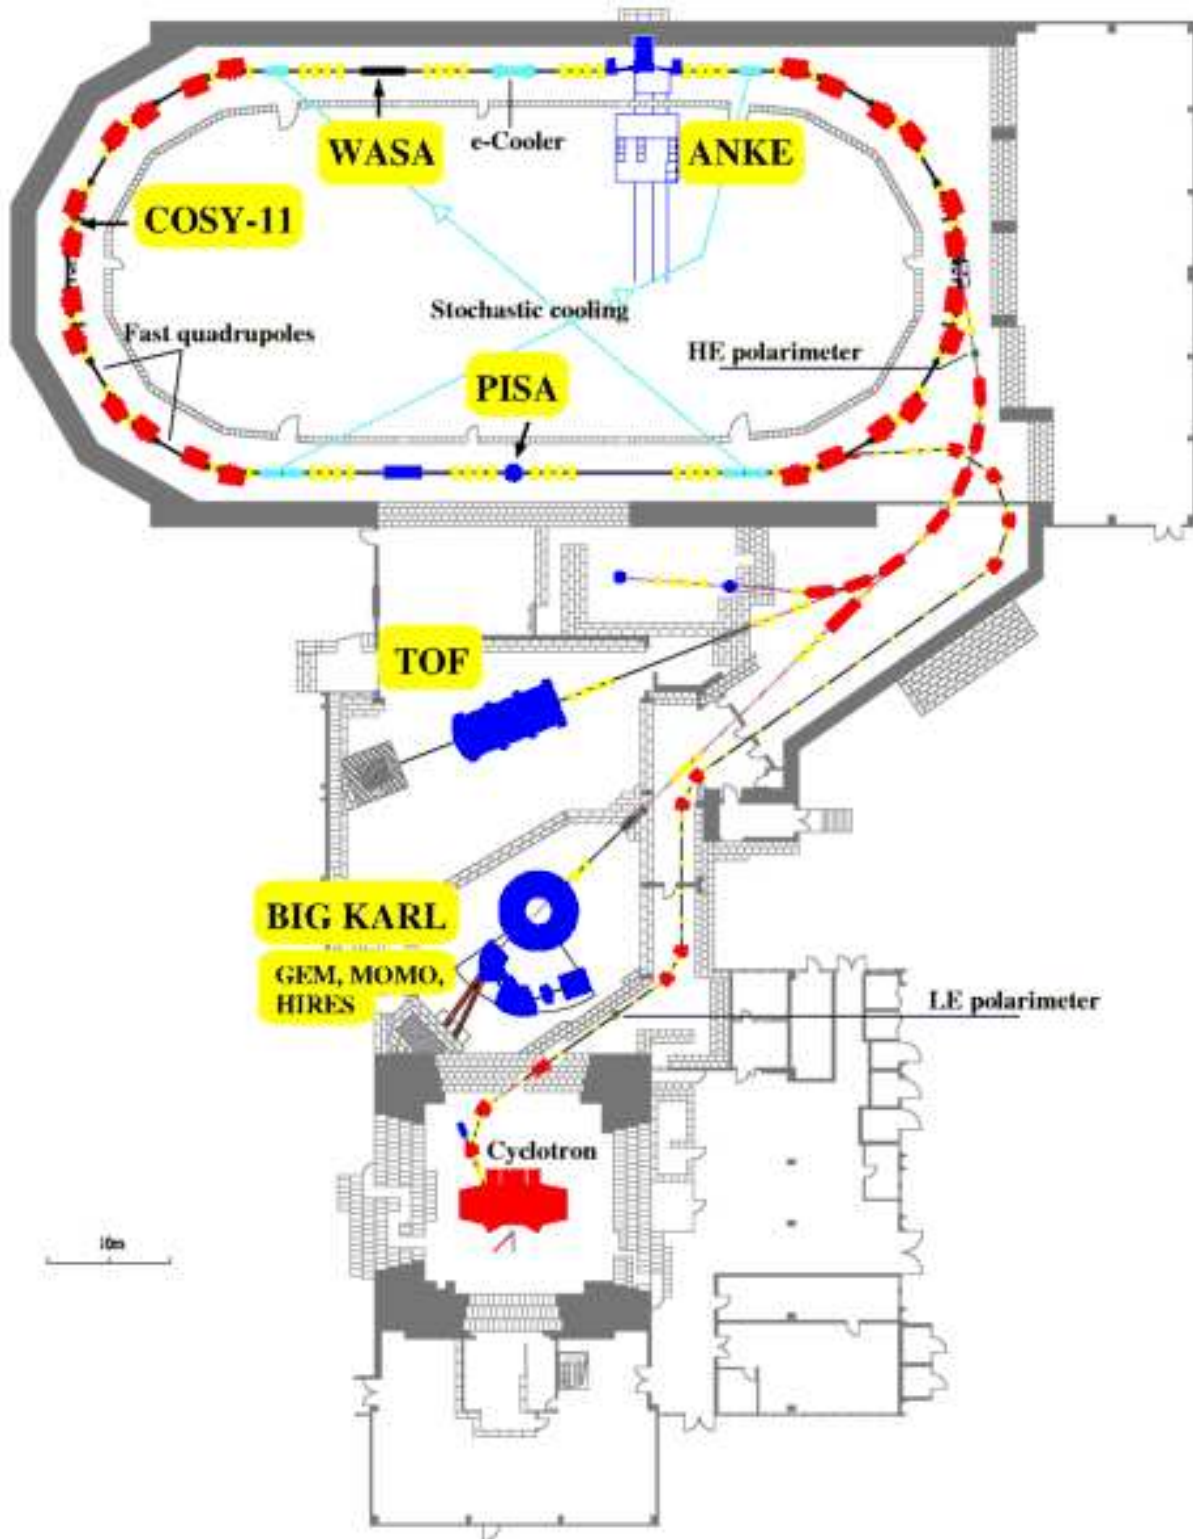 WASA
e-Cooler
ANKE
COSY-11
Stochastic cooling
Fast quadrupoles
HE polarimeter
PISA
TOF
BIG KARL
GEM, MOMO,
HIRES
LE polarimeter
Cyclotron
10m